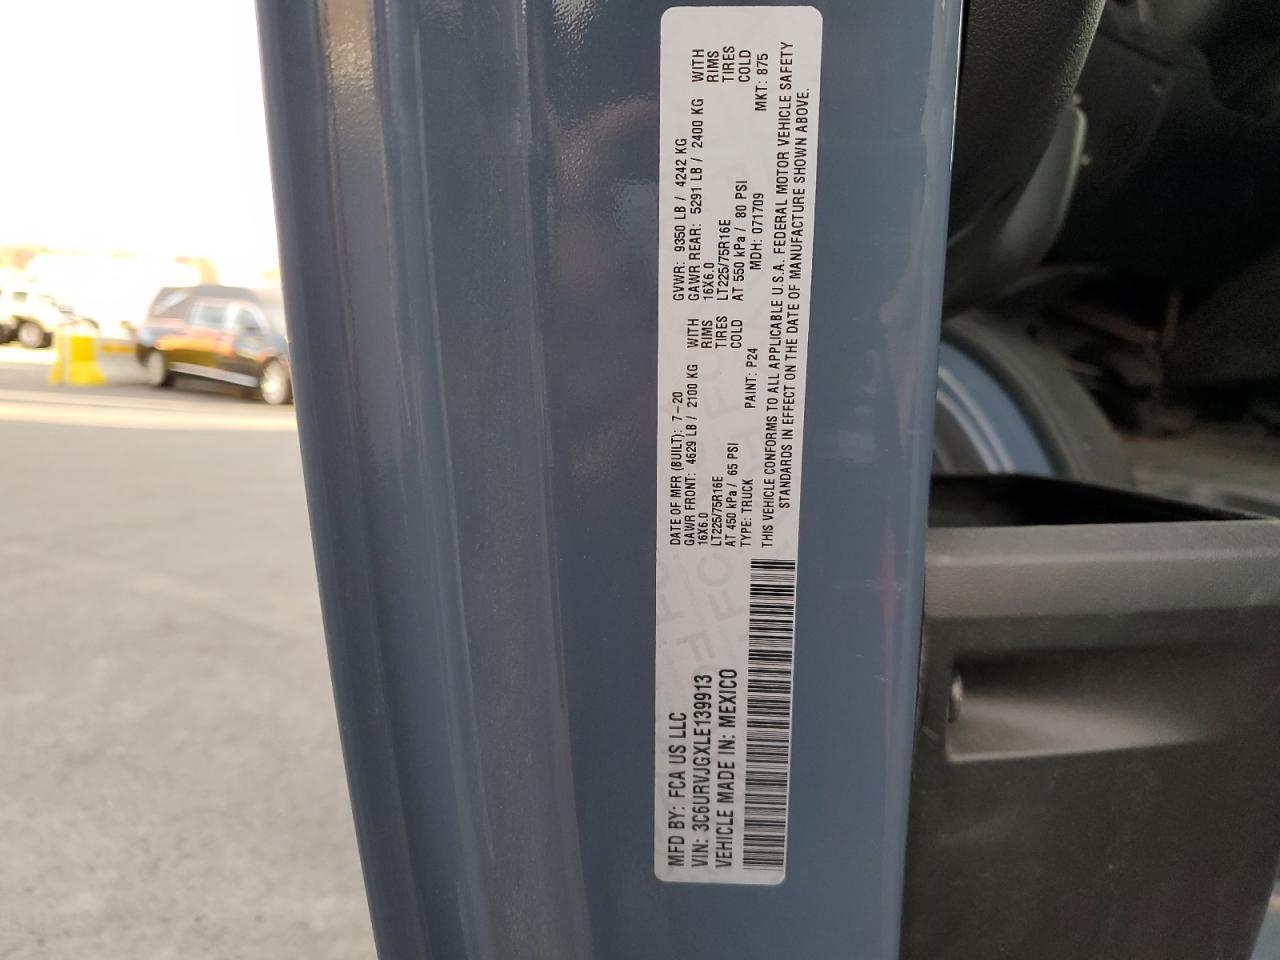 MFD BY: FCA US LLC
VIN: 3C6URVJGXLE139913
VEHICLE MADE IN: MEXICO
DATE OF MFR (BUILT): 7-20 GVWR: 9350 LB / 4242 KG
GAWR FRONT: 4629 LB / 2100 KG WITH GAWR REAR: 5291 LB / 2400 KG WITH
16X6.0 RIMS 16X6.0 RIMS
LT225/75R16E TIRES LT225/75R16E TIRES
AT 450 kPa / 65 PSI COLD AT 550 kPa / 80 PSI COLD
TYPE: TRUCK PAINT: P24 MDH: 071709 MKT: 875
THIS VEHICLE CONFORMS TO ALL APPLICABLE U.S.A. FEDERAL MOTOR VEHICLE SAFETY
STANDARDS IN EFFECT ON THE DATE OF MANUFACTURE SHOWN ABOVE.